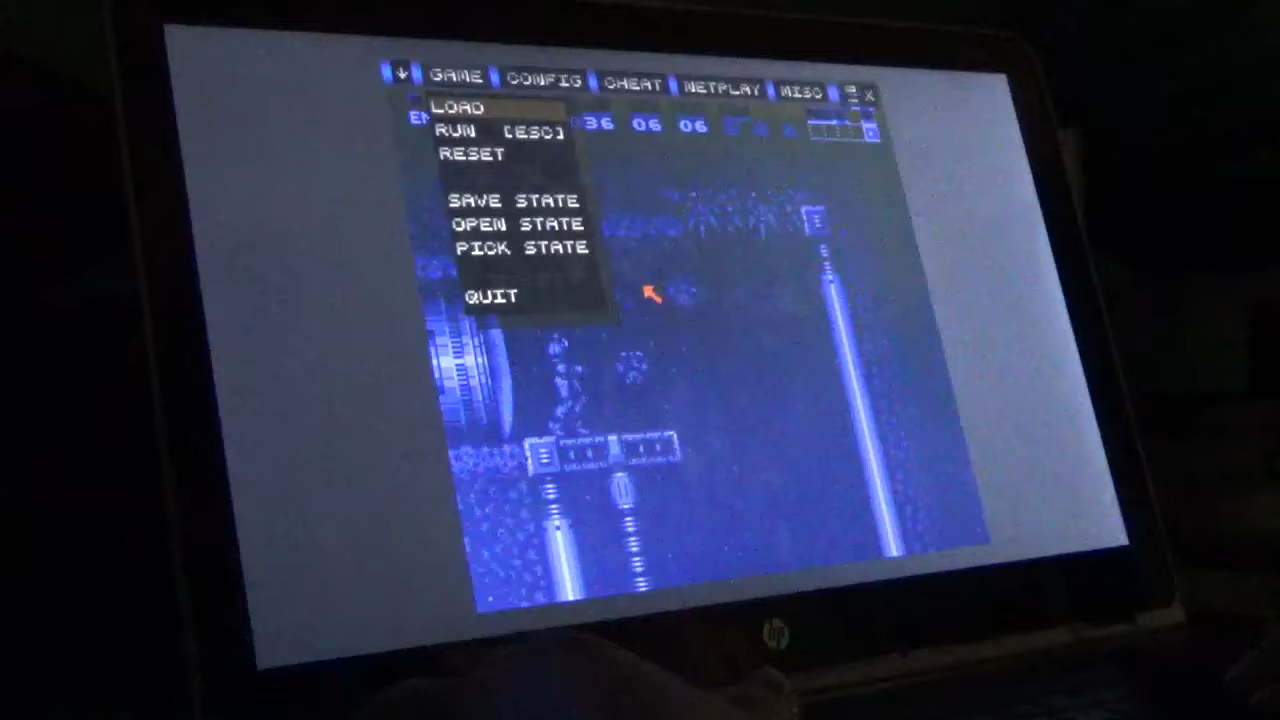 GAME CONFIG CHEAT NETPLAY MISC X
LOAD
EN 36 06 06
RUN [ESC]
RESET
SAVE STATE
OPEN STATE
PICK STATE
QUIT
hp